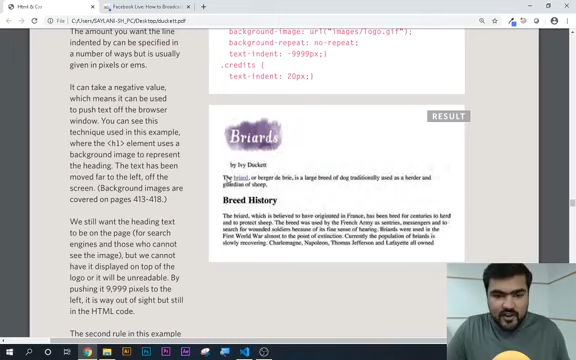 Html & Css
Facebook Live: How to Broadcas
File | C:/Users/SAYLANI-SH_PC/Desktop/duckett.pdf
The amount you want the line
indented by can be specified in
a number of ways but is usually
given in pixels or ems.
It can take a negative value,
which means it can be used
to push text off the browser
window. You can see this
technique used in this example,
where the <h1> element uses a
background image to represent
the heading. The text has been
moved far to the left, off the
screen. (Background images are
covered on pages 413-418.)
We still want the heading text
to be on the page (for search
engines and those who cannot
see the image), but we cannot
have it displayed on top of the
logo or it will be unreadable. By
pushing it 9,999 pixels to the
left, it is way out of sight but still
in the HTML code.
The second rule in this example
background-image: url("images/logo.gif");
background-repeat: no-repeat;
text-indent: -9999px;}
.credits {
text-indent: 20px;}
RESULT
Briards
by Ivy Duckett
The briard, or berger de brie, is a large breed of dog traditionally used as a herder and
guardian of sheep.
Breed History
The briard, which is believed to have originated in France, has been bred for centuries to herd
and to protect sheep. The breed was used by the French Army as sentries, messengers and to
search for wounded soldiers because of its fine sense of hearing. Briards were used in the
First World War almost to the point of extinction. Currently the population of briards is
slowly recovering. Charlemagne, Napoleon, Thomas Jefferson and Lafayette all owned